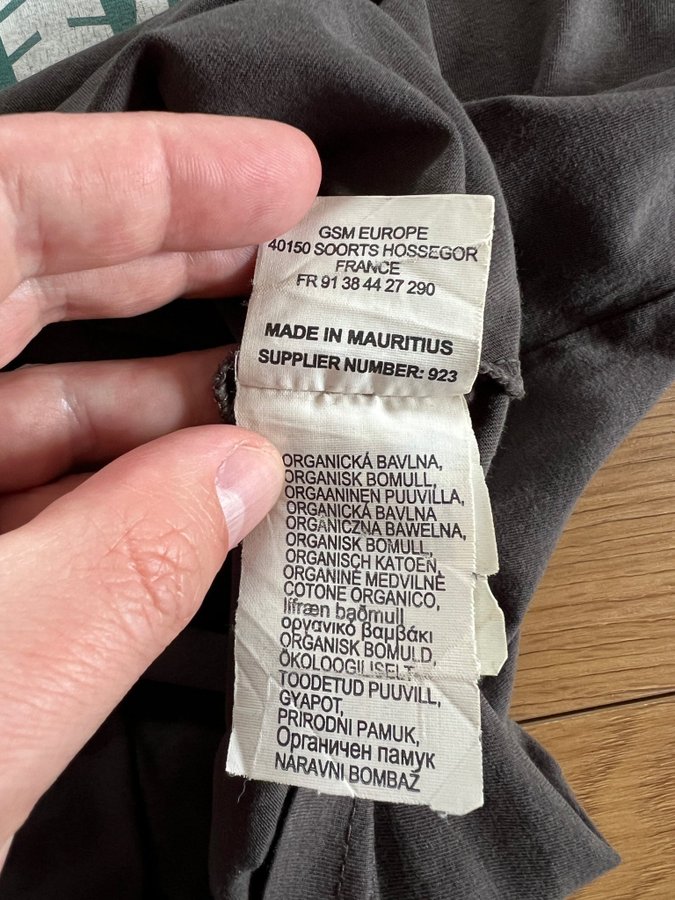 GSM EUROPE
40150 SOORTS HOSSEGOR
FRANCE
FR 91 38 44 27 290
MADE IN MAURITIUS
SUPPLIER NUMBER: 923
ORGANICKÁ BAVLNA,
ORGANISK BOMULL,
ORGAANINEN PUUVILLA,
ORGANICKÁ BAVLNA
ORGANICZNA BAWEŁNA,
ORGANISK BOMULL,
ORGANISCH KATOEN,
ORGANINĖ MEDVILNĖ
COTONE ORGANICO,
lífræn baðmull
οργανικό βαμβάκι
ORGANISK BOMULD,
ÖKOLOOGILISELT
TOODETUD PUUVILL,
GYAPOT,
PRIRODNI PAMUK,
Органичен памук
NARAVNI BOMBAŽ